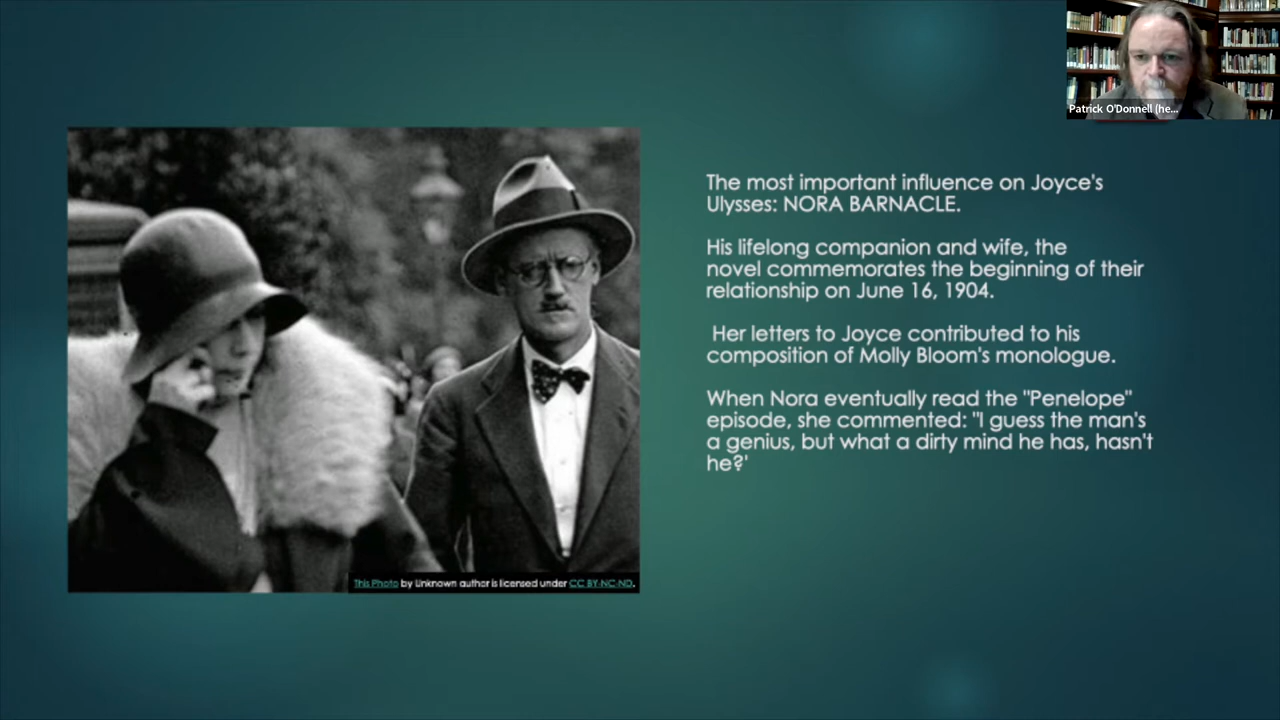 Patrick O'Donnell (he...
The most important influence on Joyce's
Ulysses: NORA BARNACLE.
His lifelong companion and wife, the
novel commemorates the beginning of their
relationship on June 16, 1904.
Her letters to Joyce contributed to his
composition of Molly Bloom's monologue.
When Nora eventually read the "Penelope"
episode, she commented: "I guess the man's
a genius, but what a dirty mind he has, hasn't
he?'
This Photo by Unknown author is licensed under CC BY-NC-ND.